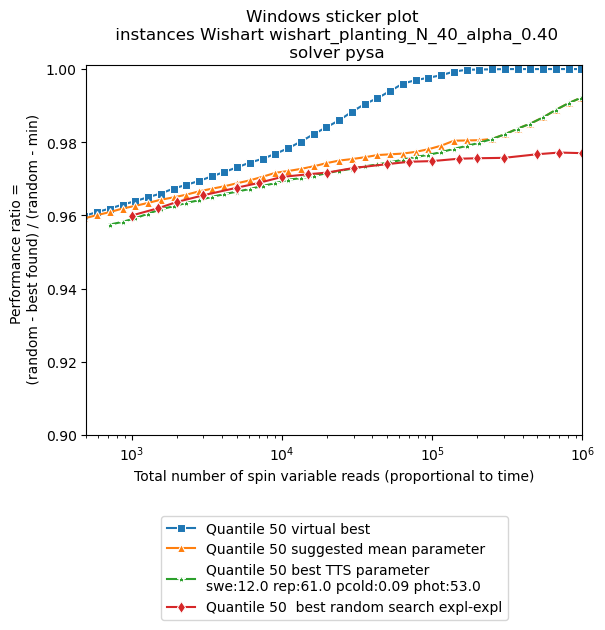 Windows sticker plot
instances Wishart wishart_planting_N_40_alpha_0.40
solver pysa
Performance ratio =
(random - best found) / (random - min)
1.00
0.98
0.96
0.94
0.92
0.90
10³
10⁴
10⁵
10⁶
Total number of spin variable reads (proportional to time)
Quantile 50 virtual best
Quantile 50 suggested mean parameter
Quantile 50 best TTS parameter
swe:12.0 rep:61.0 pcold:0.09 phot:53.0
Quantile 50  best random search expl-expl